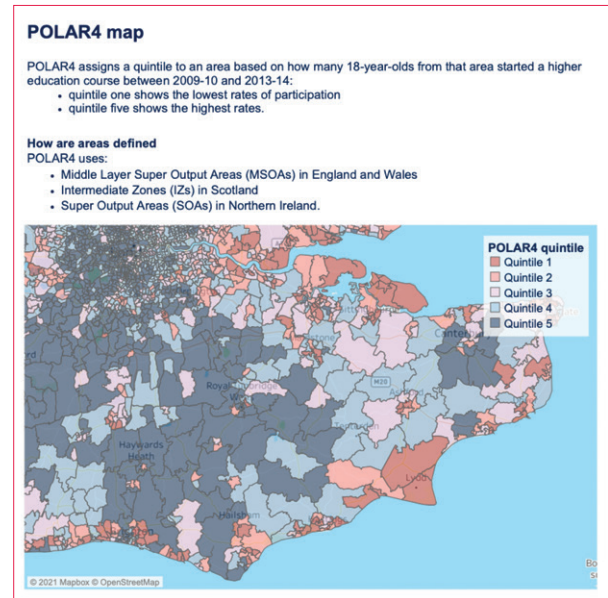 POLAR4 map
POLAR4 assigns a quintile to an area based on how many 18-year-olds from that area started a higher
education course between 2009-10 and 2013-14:
• quintile one shows the lowest rates of participation
• quintile five shows the highest rates.
How are areas defined
POLAR4 uses:
• Middle Layer Super Output Areas (MSOAs) in England and Wales
• Intermediate Zones (IZs) in Scotland
• Super Output Areas (SOAs) in Northern Ireland.
POLAR4 quintile
Quintile 1
Quintile 2
Quintile 3
Quintile 4
Quintile 5
M20
Haywards
Heath
Hailsham
Lydd
© 2021 Mapbox © OpenStreetMap